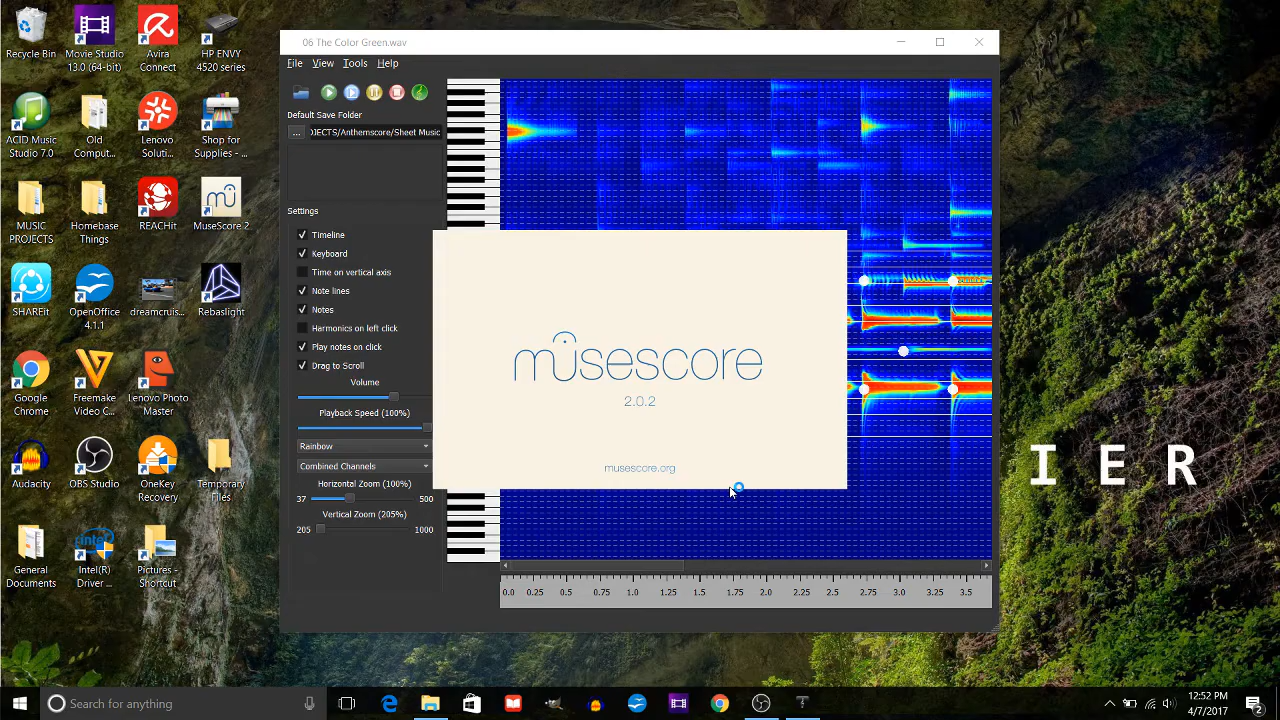 Recycle Bin
Movie Studio 13.0 (64-bit)
Avira Connect
HP ENVY 4520 series
ACID Music Studio 7.0
Old Comput...
Lenovo Soluti...
Shop for Supplies - ...
MUSIC PROJECTS
Homebase Things
REACHit
MuseScore 2
SHAREit
OpenOffice 4.1.1
Rebaslight
Google Chrome
Freemake Video C...
Audacity
OBS Studio
OneKey Recovery
Temporary Files
General Documents
Intel(R) Driver ...
Pictures - Shortcut
06 The Color Green.wav
File View Tools Help
Default Save Folder
... JECTS/Anthemscore/Sheet Music
Settings
Timeline
Keyboard
Time on vertical axis
Note lines
Notes
Harmonics on left click
Play notes on click
Drag to Scroll
Volume
Playback Speed (100%)
Rainbow
Combined Channels
Horizontal Zoom (100%)
37 500
Vertical Zoom (205%)
205 1000
musescore
2.0.2
musescore.org
0.0 0.25 0.5 0.75 1.0 1.25 1.5 1.75 2.0 2.25 2.5 2.75 3.0 3.25 3.5
I E R
Search for anything
12:52 PM
4/7/2017
2